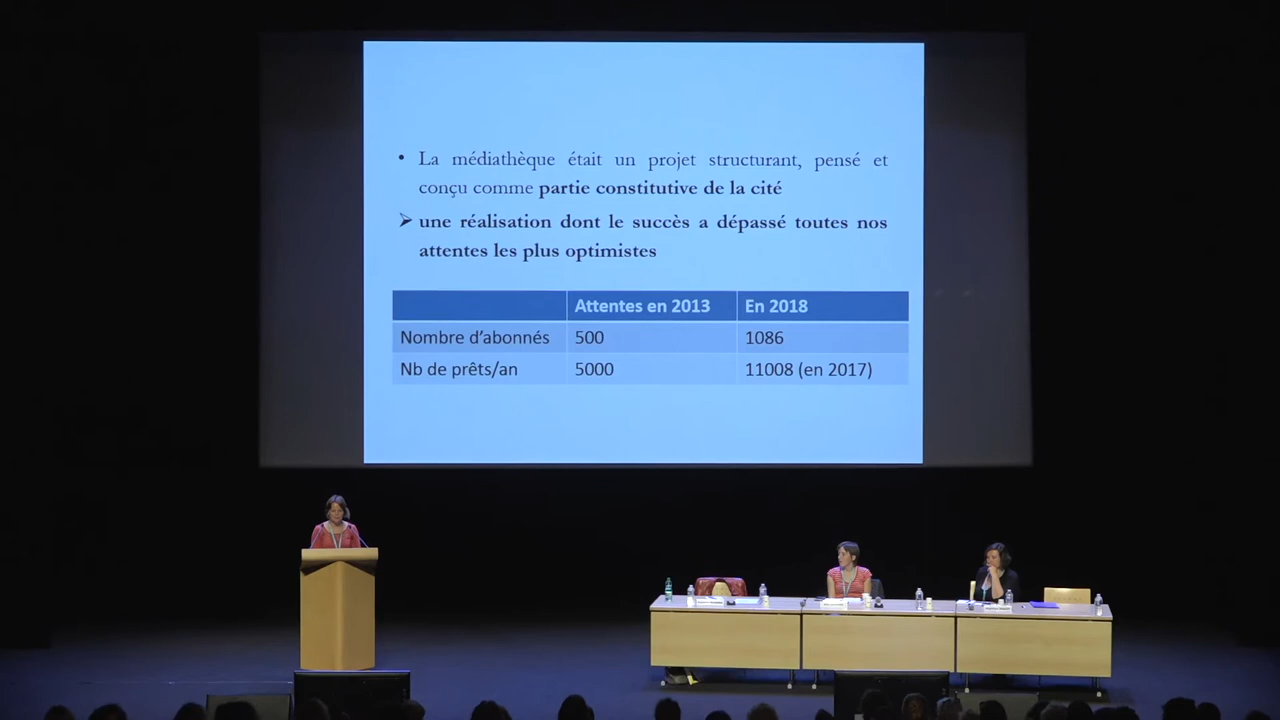 • La médiathèque était un projet structurant, pensé et
conçu comme partie constitutive de la cité
➢ une réalisation dont le succès a dépassé toutes nos
attentes les plus optimistes
Attentes en 2013 En 2018
Nombre d'abonnés 500 1086
Nb de prêts/an 5000 11008 (en 2017)